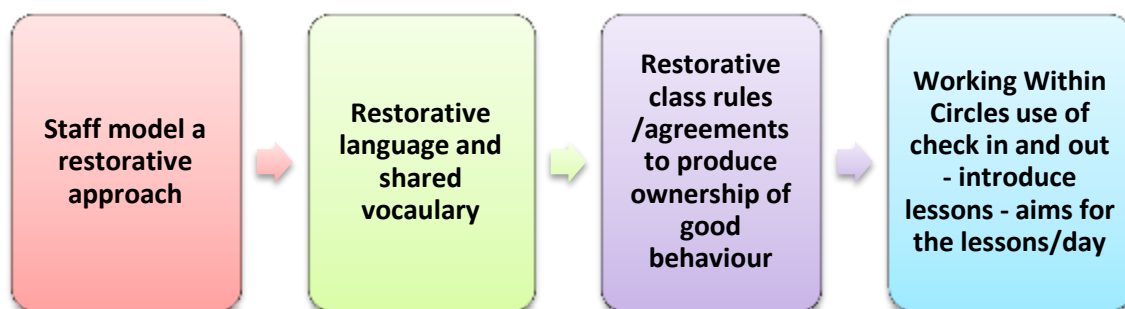 Staff model a
restorative
approach
Restorative
language and
shared
vocaulary
Restorative
class rules
/agreements
to produce
ownership of
good
behaviour
Working Within
Circles use of
check in and out
- introduce
lessons - aims for
the lessons/day